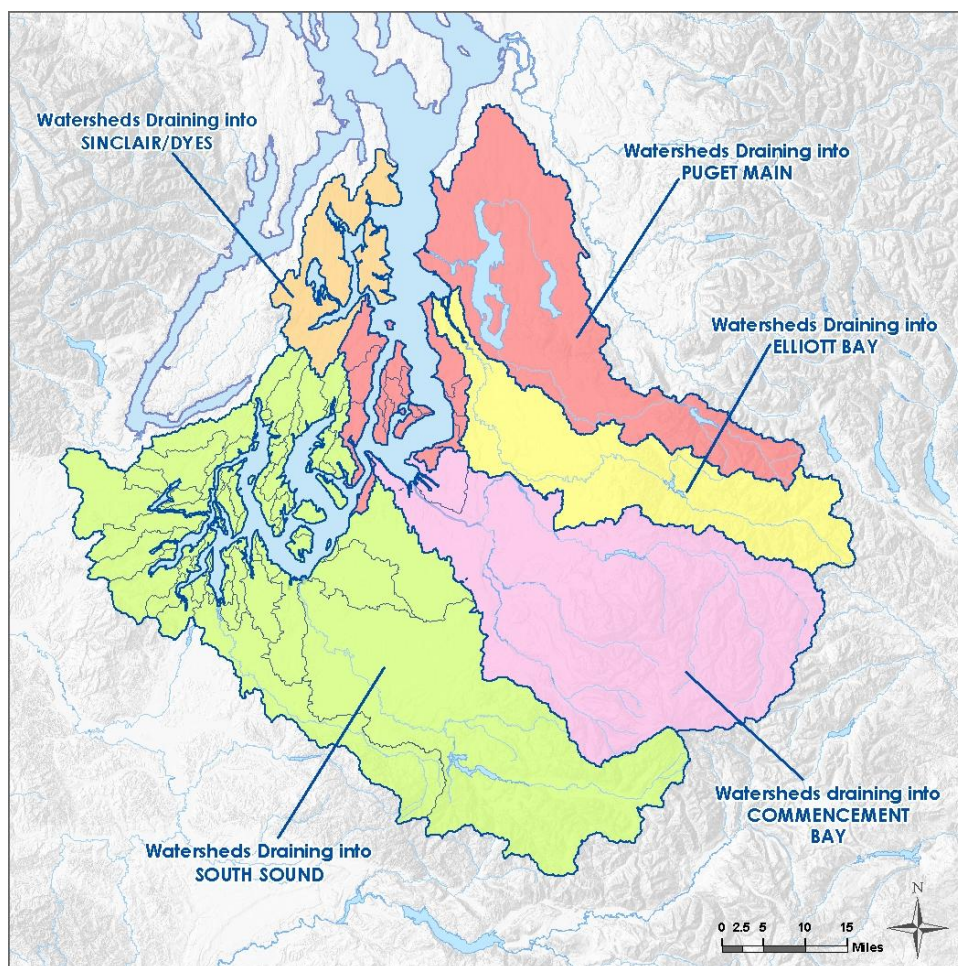 Watersheds Draining into
SINCLAIR/DYES
Watersheds Draining into
PUGET MAIN
Watersheds Draining into
ELLIOTT BAY
Watersheds draining into
COMMENCEMENT
BAY
Watersheds Draining into
SOUTH SOUND
N
0 2.5 5 10 15
Miles